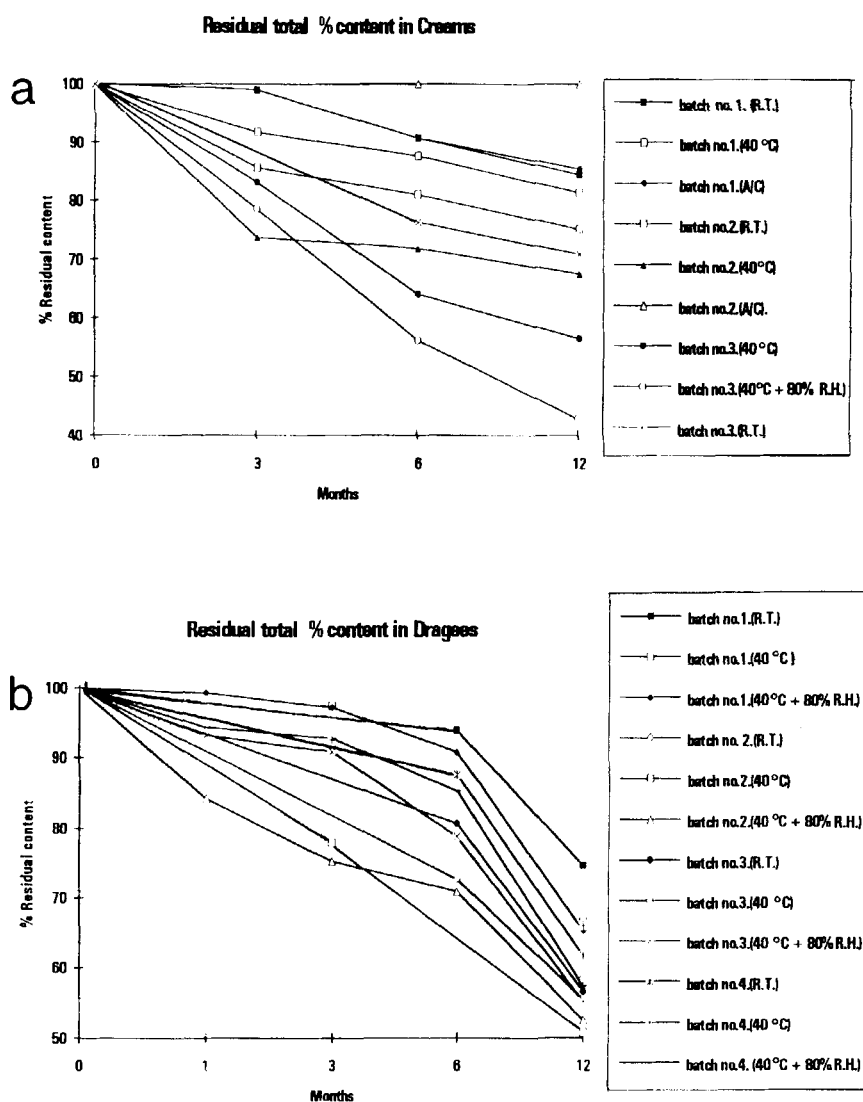 Residual total % content in Creems
a
100
90
80
70
60
50
40
% Residual content
0
3
6
12
Months
batch no. 1. (R.T.)
batch no.1.(40 °C)
batch no.1.(A/C)
batch no.2.(R.T.)
batch no.2.(40°C)
batch no.2.(A/C).
batch no.3.(40°C)
batch no.3.(40°C + 80% R.H.)
batch no.3.(R.T.)
Residual total % content in Dragees
b
100
90
80
70
60
50
% Residual content
0
1
3
6
12
Months
batch no.1.(R.T.)
batch no.1.(40 °C)
batch no.1.(40°C + 80% R.H.)
batch no. 2.(R.T.)
batch no.2.(40°C)
batch no.2.(40 °C + 80% R.H.)
batch no.3.(R.T.)
batch no.3.(40 °C)
batch no.3.(40 °C + 80% R.H.)
batch no.4.(R.T.)
batch no.4.(40 °C)
batch no.4. (40°C + 80% R.H.)